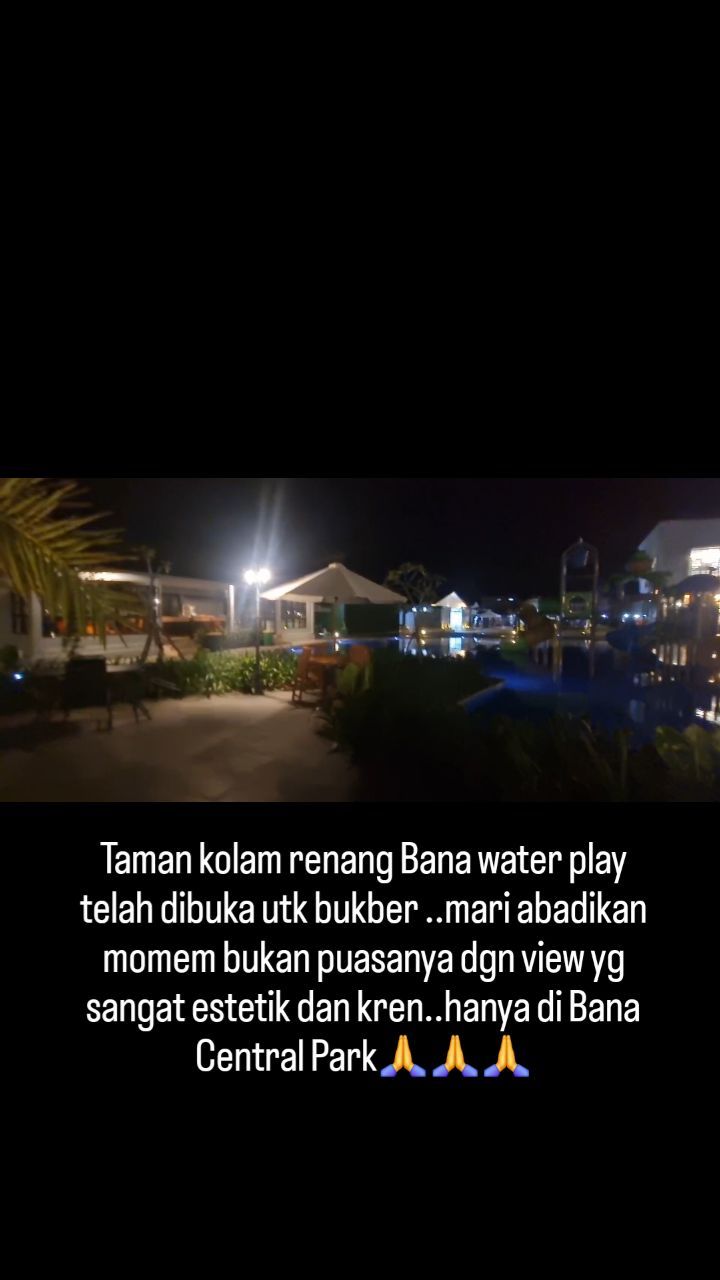 Taman kolam renang Bana water play
telah dibuka utk bukber ..mari abadikan
momem bukan puasanya dgn view yg
sangat estetik dan kren..hanya di Bana
Central Park🙏🙏🙏